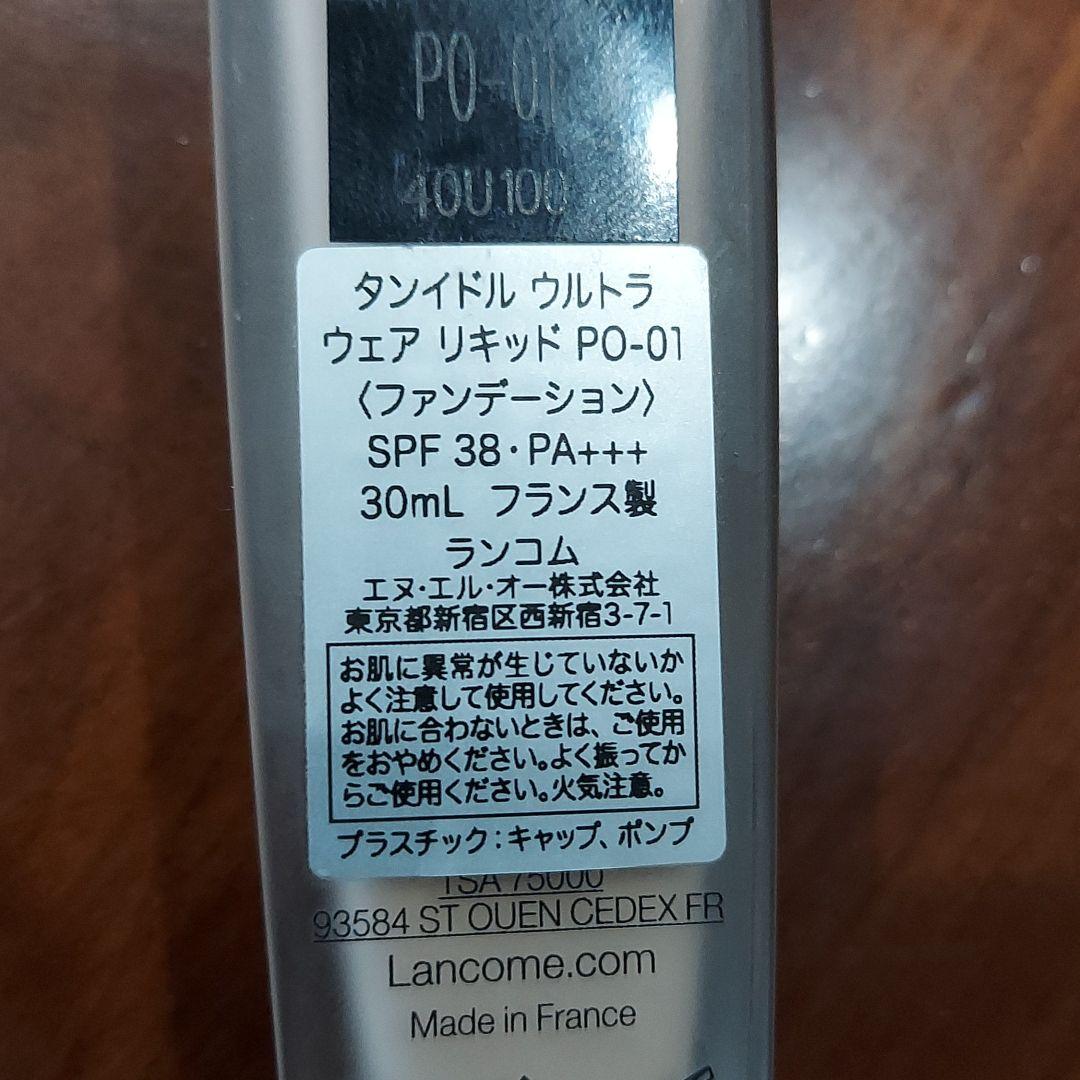 PO-01
40U100
タンイドル ウルトラ
ウェア リキッド PO-01
〈ファンデーション〉
SPF 38・PA+++
30mL フランス製
ランコム
エヌ・エル・オー株式会社
東京都新宿区西新宿3-7-1
お肌に異常が生じていないか
よく注意して使用してください。
お肌に合わないときは、ご使用
をおやめください。よく振ってか
らご使用ください。火気注意。
プラスチック：キャップ、ポンプ
TSA 75000
93584 ST OUEN CEDEX FR
Lancome.com
Made in France